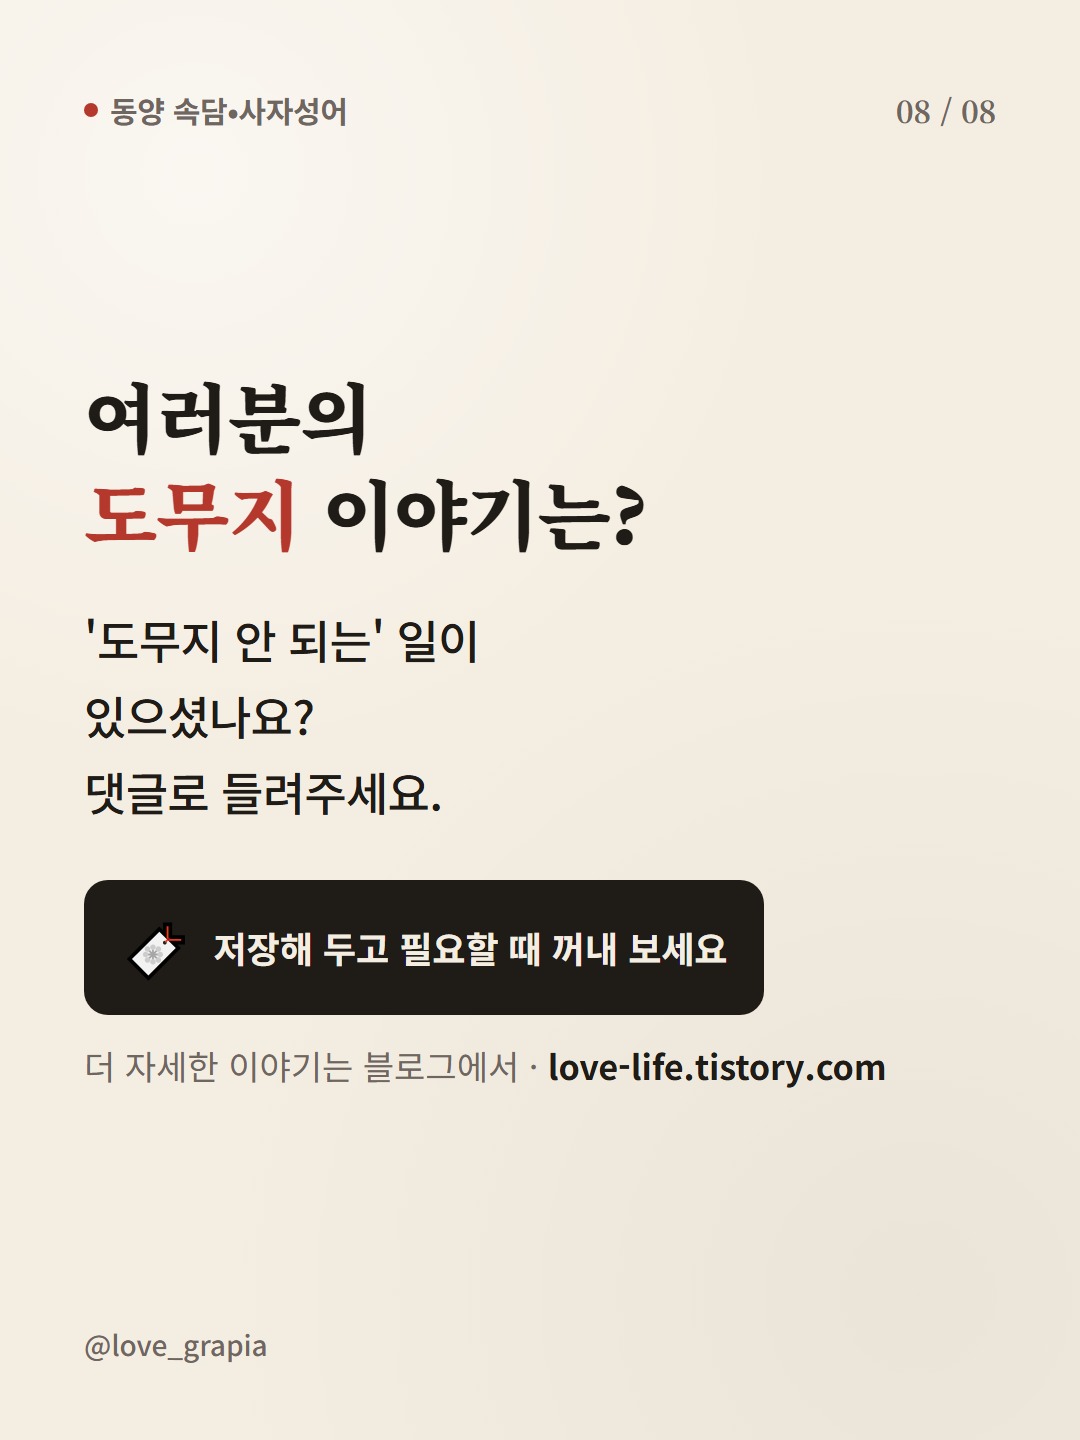 동양 속담•사자성어
08 / 08
여러분의
도무지 이야기는?
'도무지 안 되는' 일이
있으셨나요?
댓글로 들려주세요.
저장해 두고 필요할 때 꺼내 보세요
더 자세한 이야기는 블로그에서 · love-life.tistory.com
@love_grapia